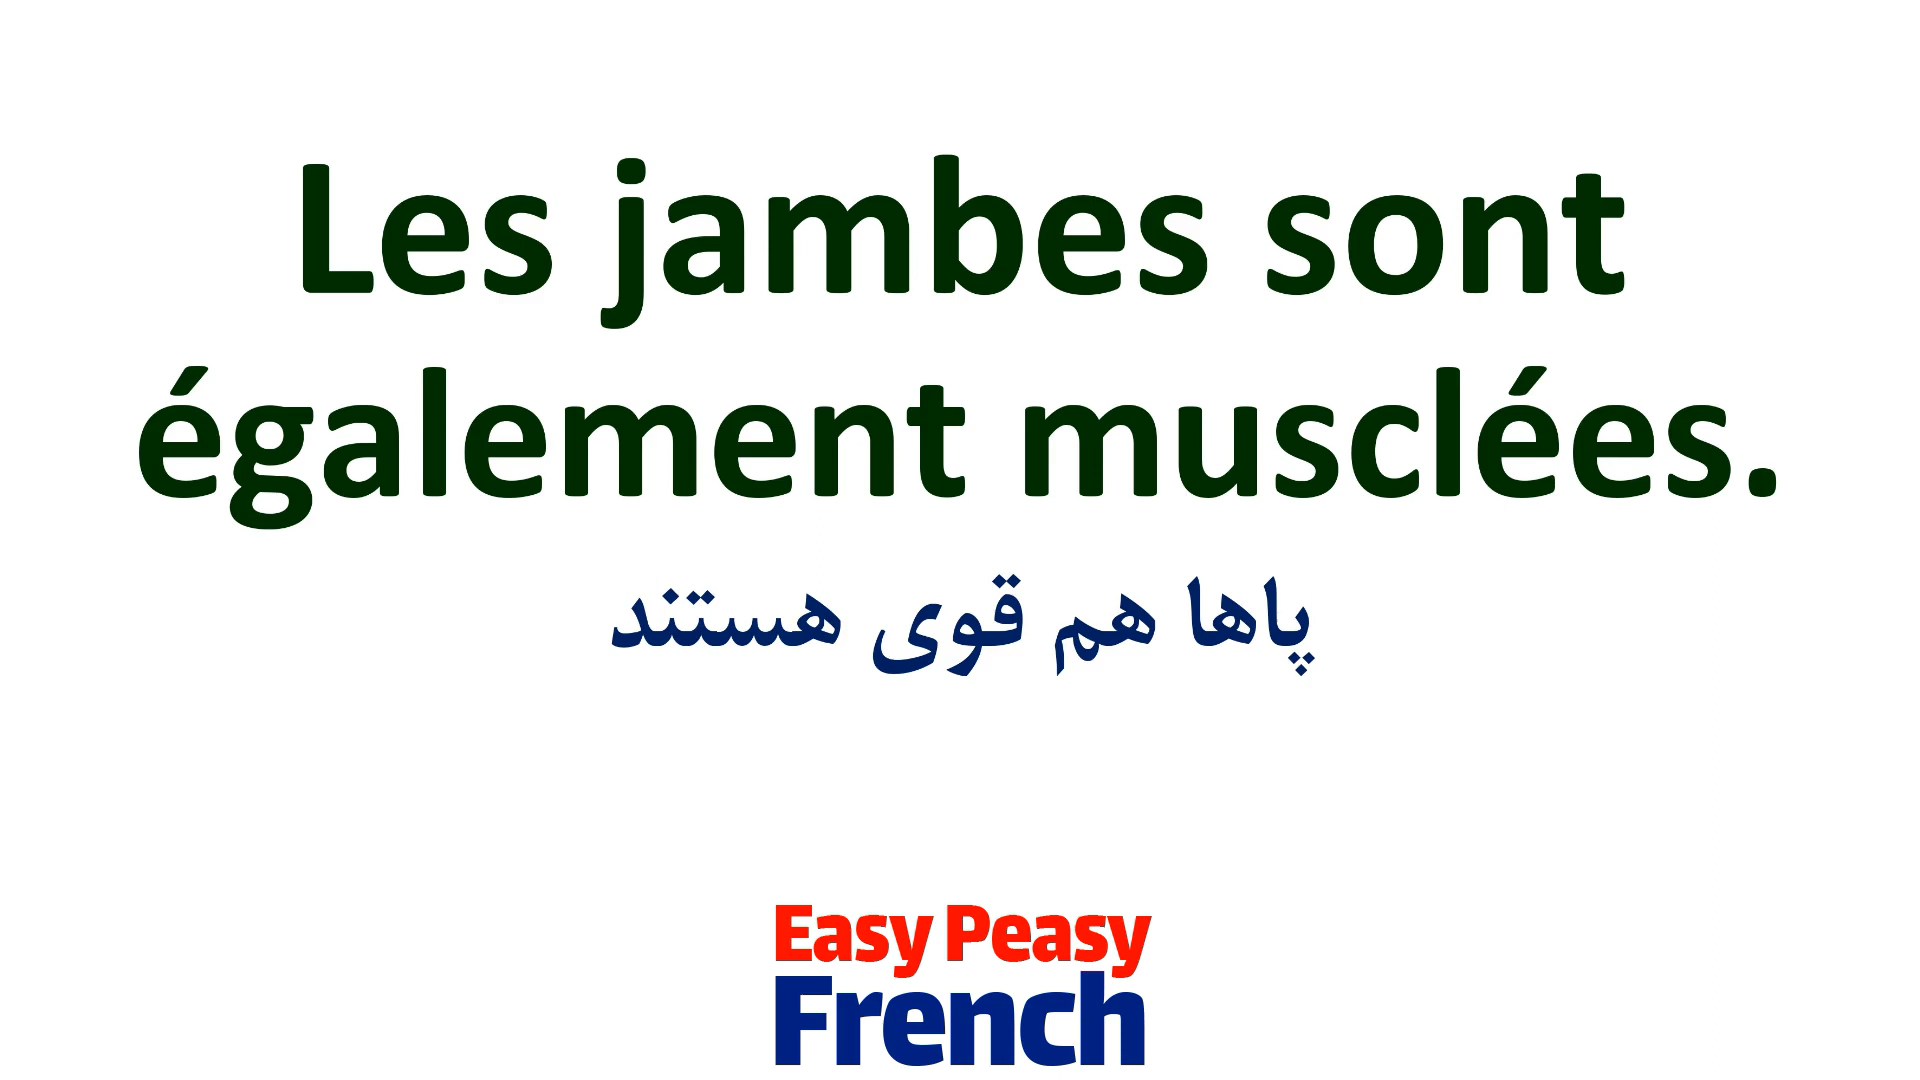 Les jambes sont
également musclées.
پاها هم قوی هستند
Easy Peasy
French